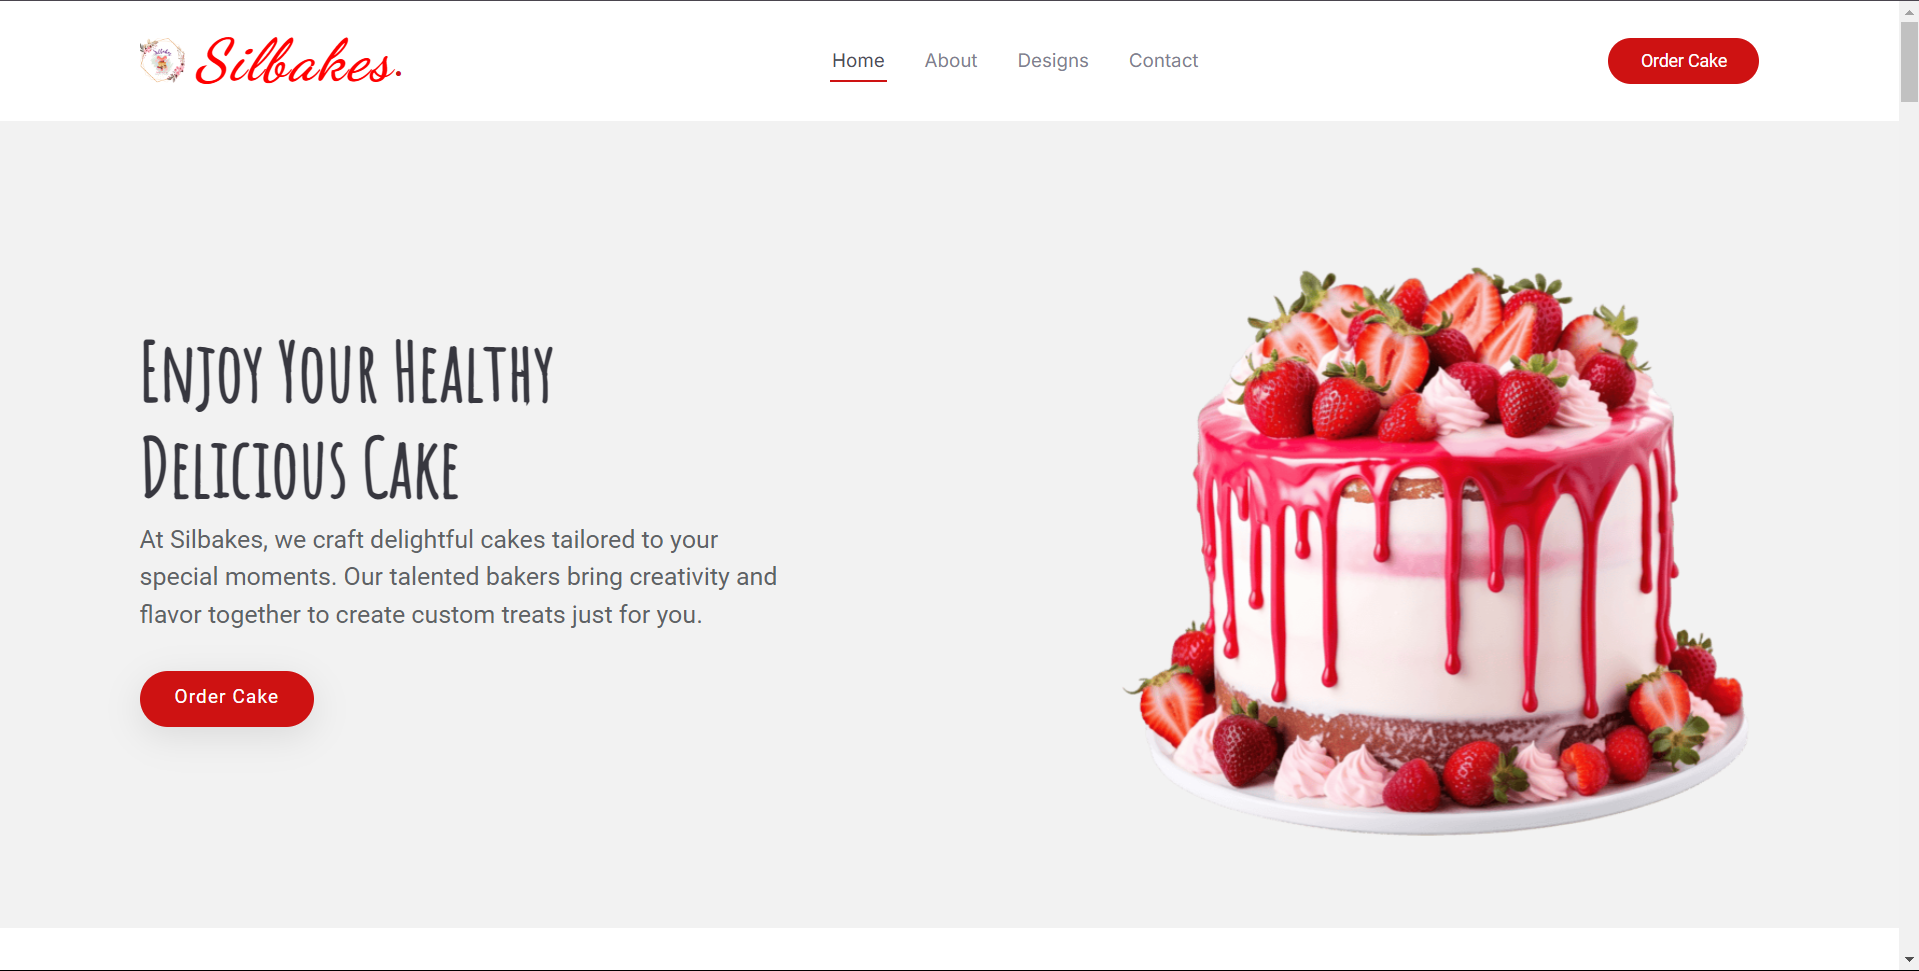 Silbakes.
Home
About
Designs
Contact
Order Cake
Enjoy Your Healthy
Delicious Cake
At Silbakes, we craft delightful cakes tailored to your
special moments. Our talented bakers bring creativity and
flavor together to create custom treats just for you.
Order Cake